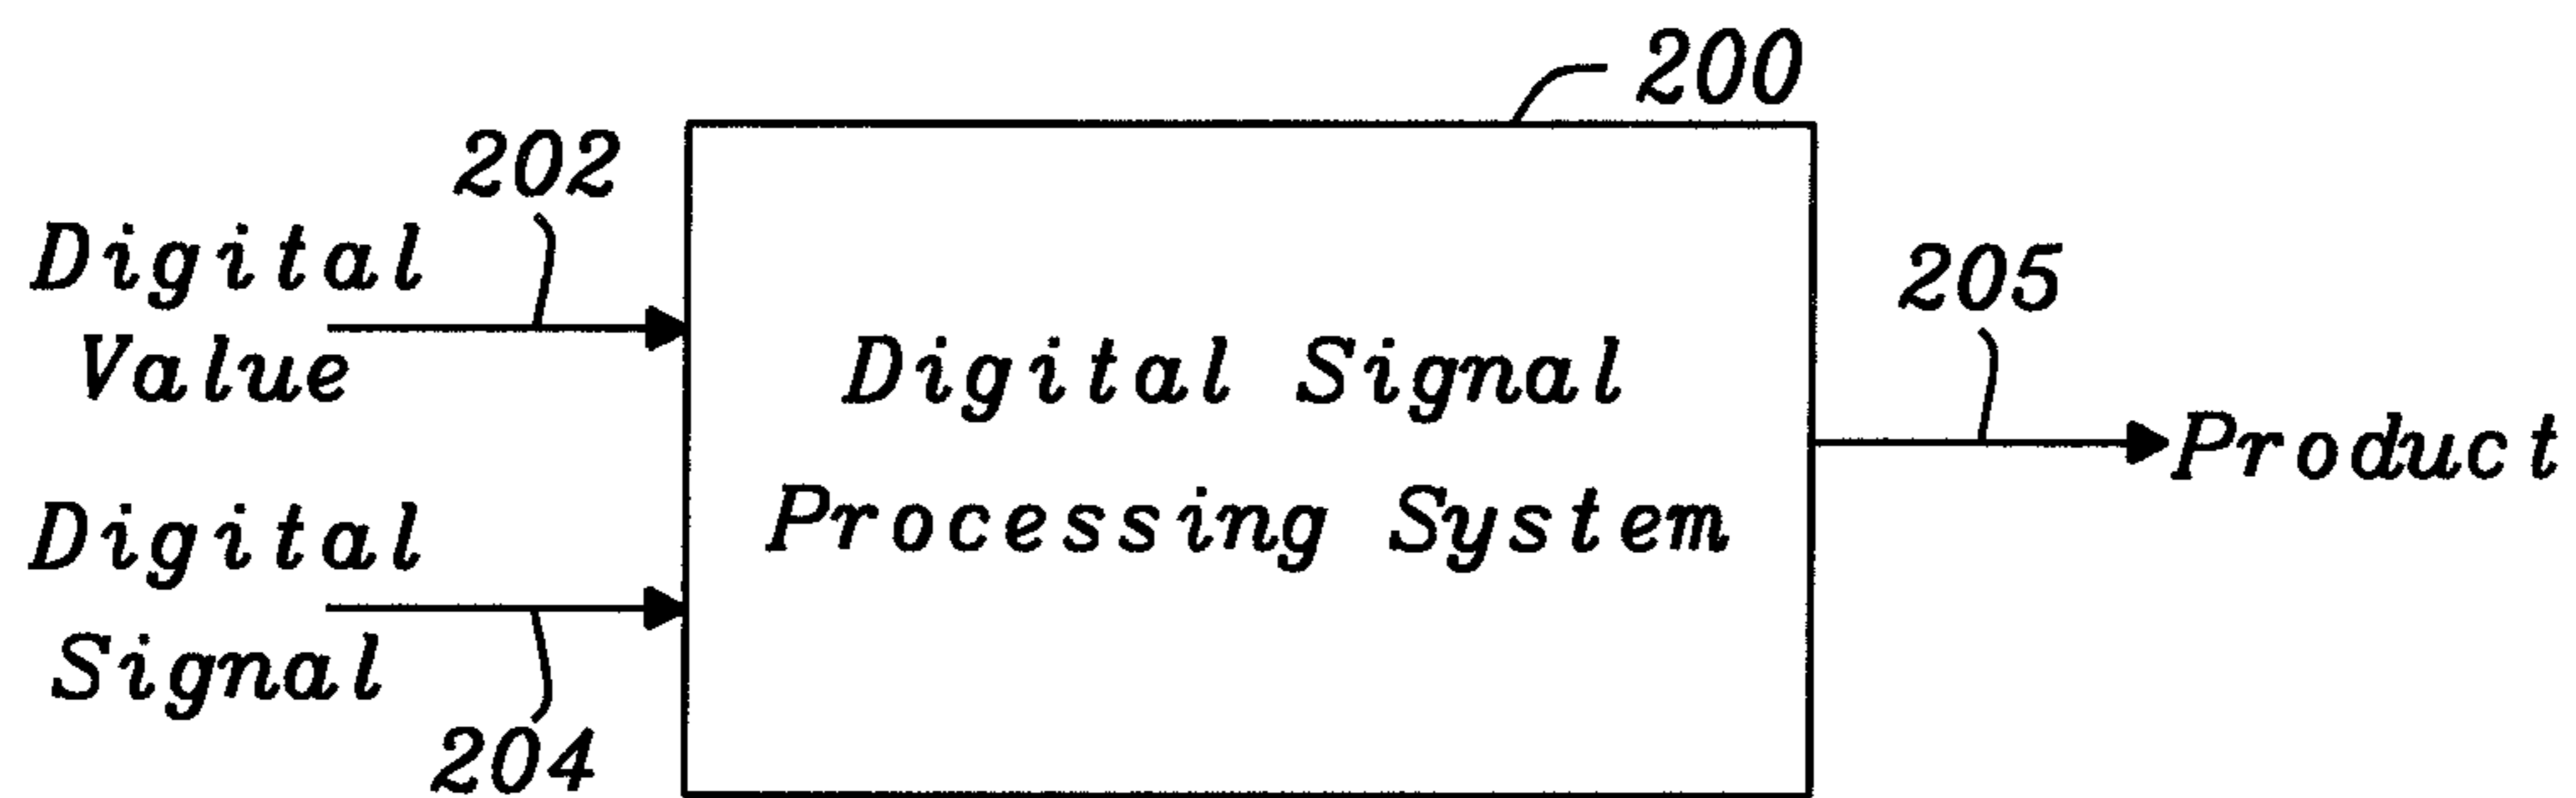 200
202
Digital
Value
205
Digital Signal
Processing System
Product
Digital
Signal
204